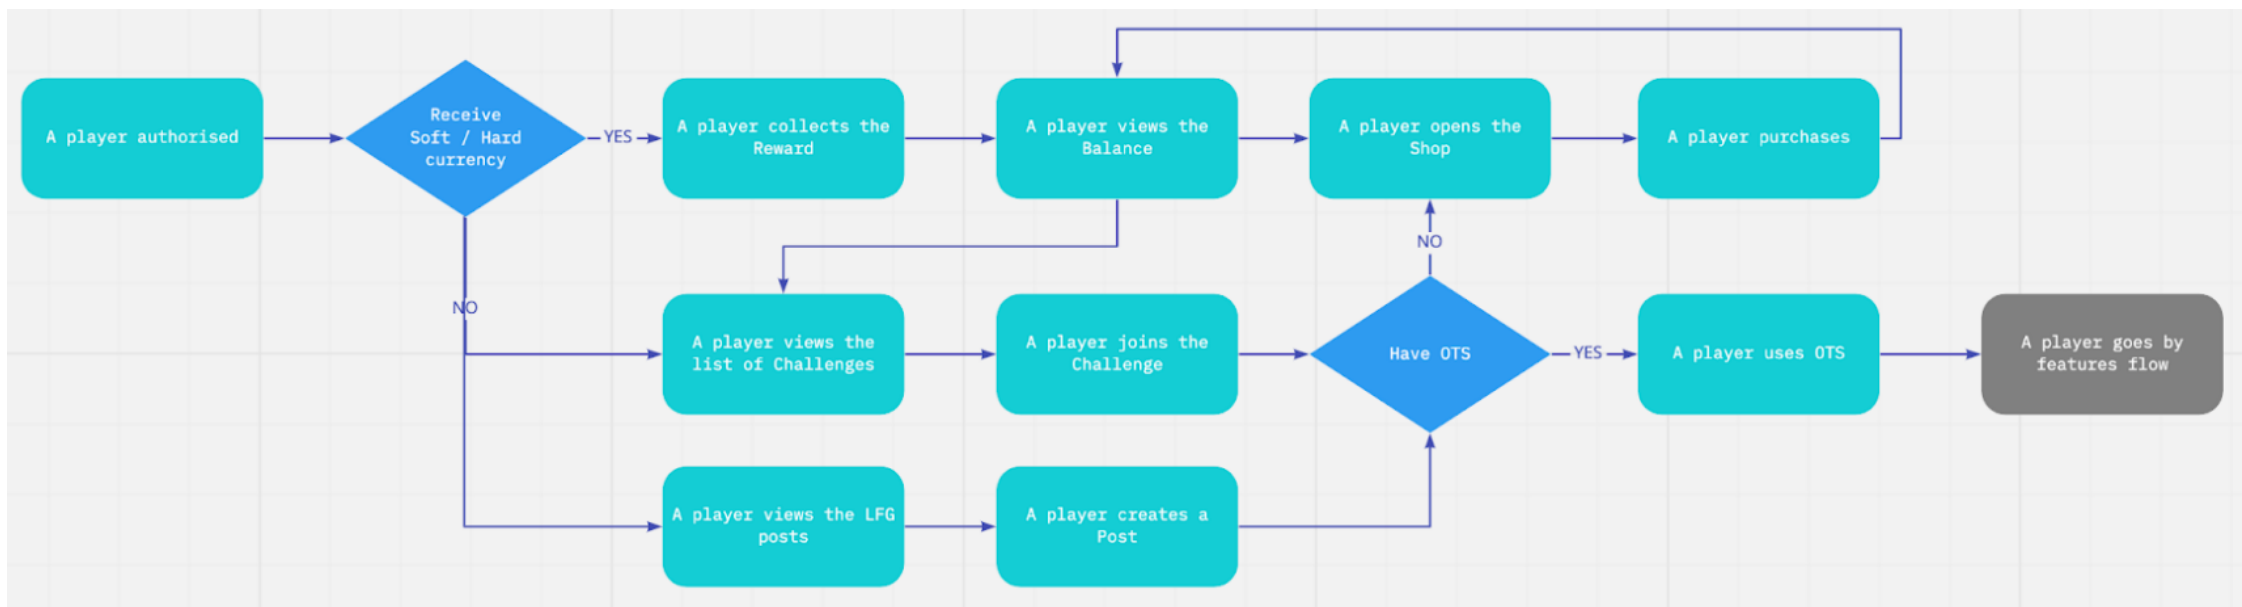 A player authorised
Receive
Soft / Hard
currency
YES
A player collects the
Reward
A player views the
Balance
A player opens the
Shop
A player purchases
NO
NO
A player views the
list of Challenges
A player joins the
Challenge
Have OTS
YES
A player uses OTS
A player goes by
features flow
A player views the LFG
posts
A player creates a
Post